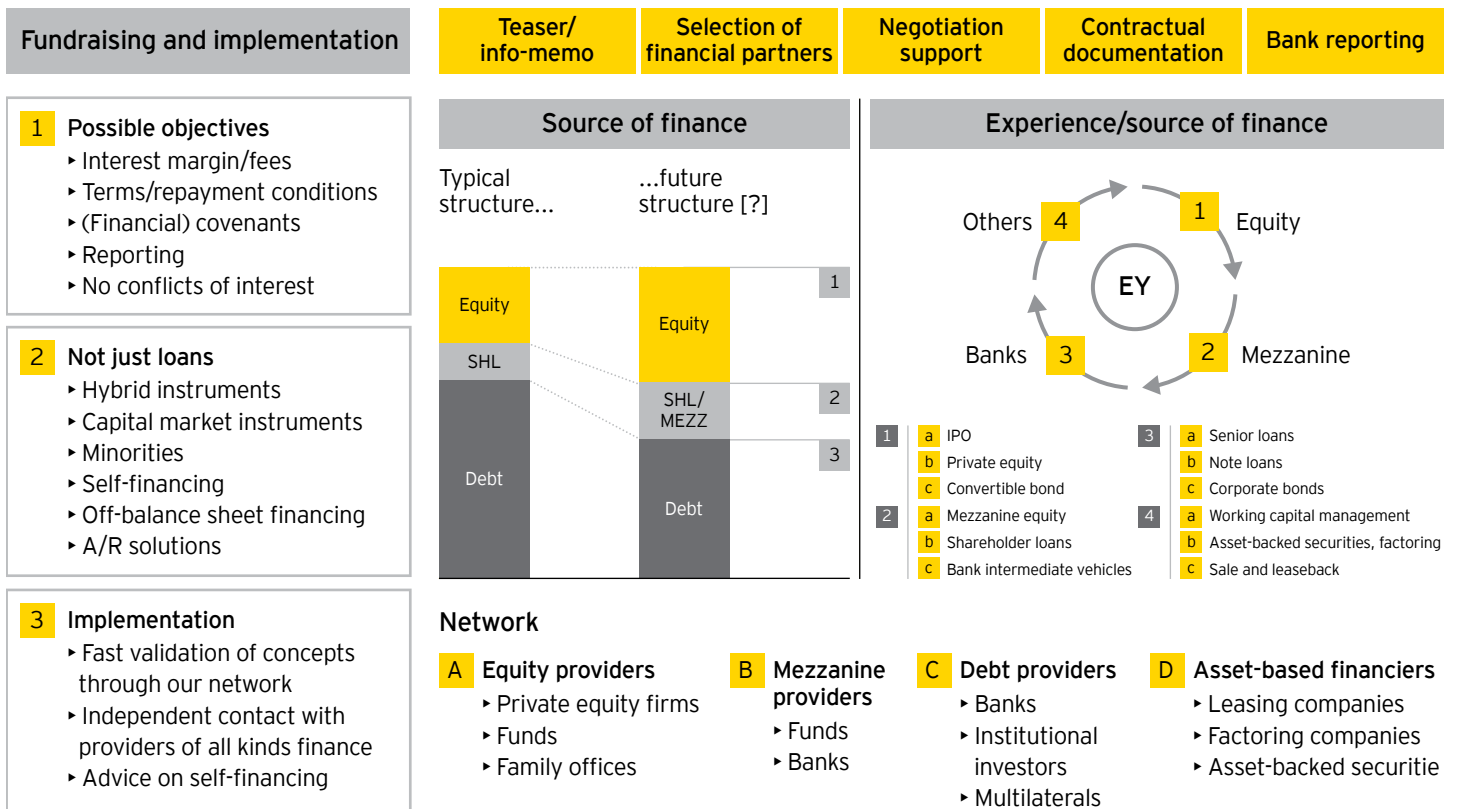 Fundraising and implementation
Teaser/
info-memo
Selection of
financial partners
Negotiation
support
Contractual
documentation
Bank reporting
1 Possible objectives
‣ Interest margin/fees
‣ Terms/repayment conditions
‣ (Financial) covenants
‣ Reporting
‣ No conflicts of interest
2 Not just loans
‣ Hybrid instruments
‣ Capital market instruments
‣ Minorities
‣ Self-financing
‣ Off-balance sheet financing
‣ A/R solutions
3 Implementation
‣ Fast validation of concepts
through our network
‣ Independent contact with
providers of all kinds finance
‣ Advice on self-financing
Source of finance
Typical
structure...
...future
structure [?]
Equity
SHL
Debt
Equity
SHL/
MEZZ
Debt
1
2
3
Experience/source of finance
Others 4
1 Equity
EY
Banks 3
2 Mezzanine
1 a IPO
b Private equity
c Convertible bond
2 a Mezzanine equity
b Shareholder loans
c Bank intermediate vehicles
3 a Senior loans
b Note loans
c Corporate bonds
4 a Working capital management
b Asset-backed securities, factoring
c Sale and leaseback
Network
A Equity providers
‣ Private equity firms
‣ Funds
‣ Family offices
B Mezzanine
providers
‣ Funds
‣ Banks
C Debt providers
‣ Banks
‣ Institutional
investors
‣ Multilaterals
D Asset-based financiers
‣ Leasing companies
‣ Factoring companies
‣ Asset-backed securitie